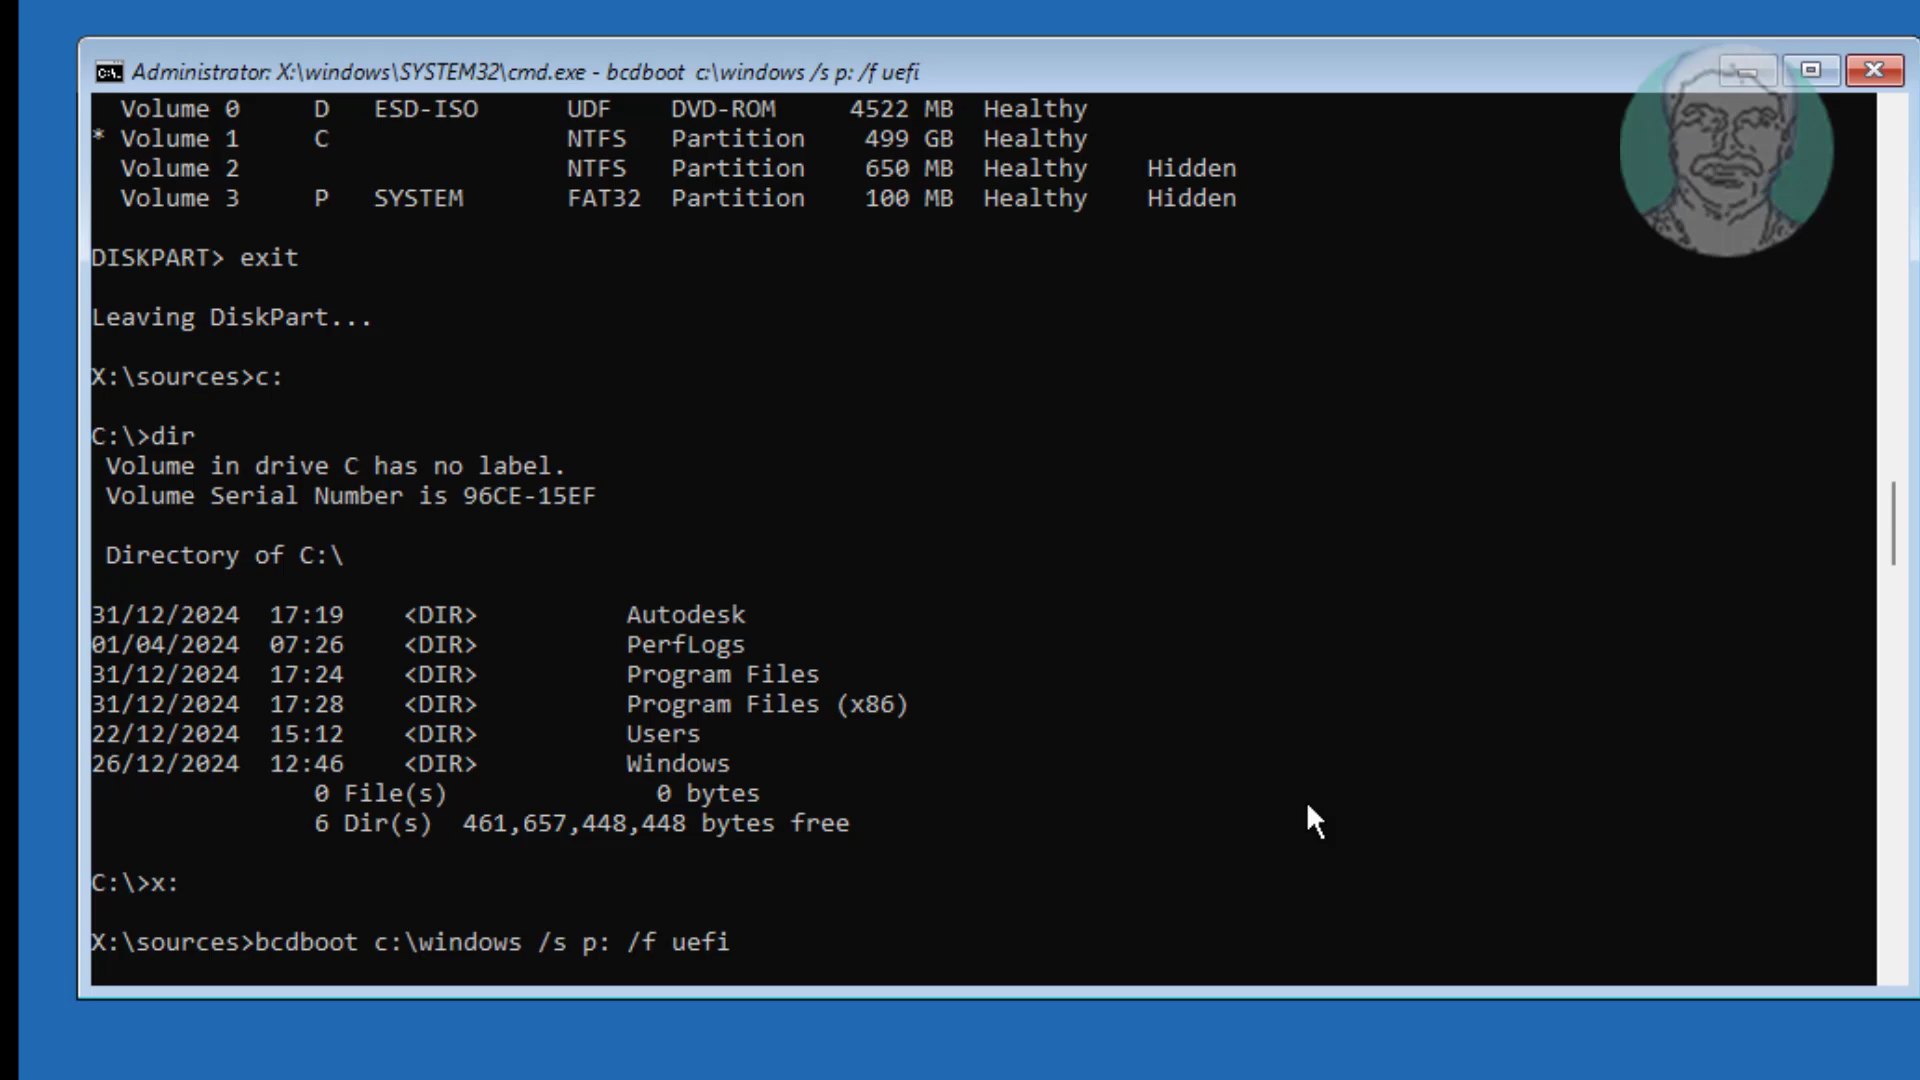 Administrator: X:\windows\SYSTEM32\cmd.exe - bcdboot  c:\windows /s p: /f uefi
  Volume 0     D   ESD-ISO      UDF    DVD-ROM     4522 MB  Healthy
* Volume 1     C                NTFS   Partition    499 GB  Healthy
  Volume 2                      NTFS   Partition    650 MB  Healthy    Hidden
  Volume 3     P   SYSTEM       FAT32  Partition    100 MB  Healthy    Hidden
DISKPART> exit
Leaving DiskPart...
X:\sources>c:
C:\>dir
 Volume in drive C has no label.
 Volume Serial Number is 96CE-15EF
 Directory of C:\
31/12/2024  17:19    <DIR>          Autodesk
01/04/2024  07:26    <DIR>          PerfLogs
31/12/2024  17:24    <DIR>          Program Files
31/12/2024  17:28    <DIR>          Program Files (x86)
22/12/2024  15:12    <DIR>          Users
26/12/2024  12:46    <DIR>          Windows
               0 File(s)              0 bytes
               6 Dir(s)  461,657,448,448 bytes free
C:\>x:
X:\sources>bcdboot c:\windows /s p: /f uefi